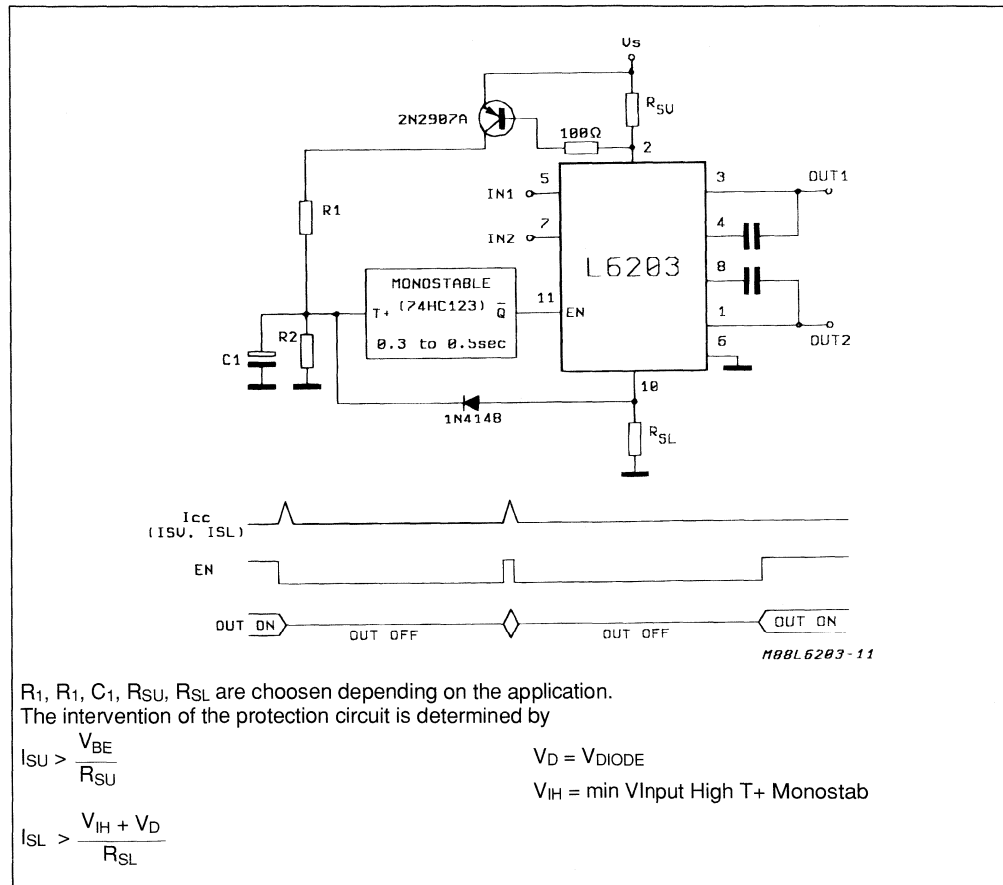 Vs
RSU
2N2907A
100Ω
2
5
3
OUT1
IN1
R1
7
4
IN2
L6203
8
MONOSTABLE
T+ (74HC123) Q̄
11
EN
1
0.3 to 0.5sec
OUT2
R2
6
C1
10
1N4148
RSL
Icc
(ISU. ISL)
EN
OUT ON
OUT OFF
OUT OFF
OUT ON
M88L6203-11
R1, R1, C1, RSU, RSL are choosen depending on the application.
The intervention of the protection circuit is determined by
ISU > VBE / RSU
VD = VDIODE
VIH = min VInput High T+ Monostab
ISL > VIH + VD / RSL